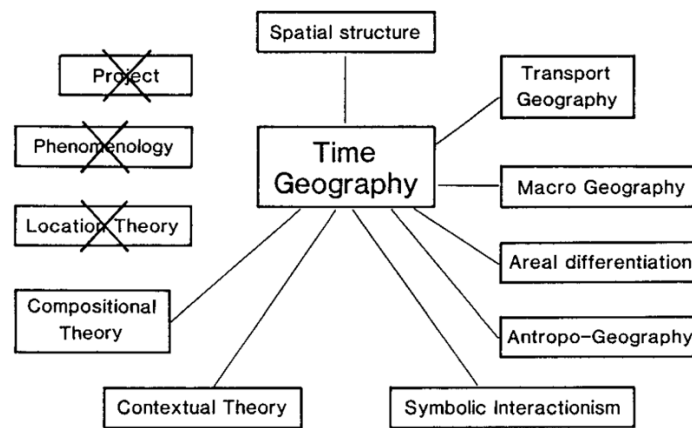 Spatial structure
Project
Transport
Geography
Phenomenology
Time
Geography
Macro Geography
Location Theory
Areal differentiation
Compositional
Theory
Antropo-Geography
Contextual Theory
Symbolic Interactionism